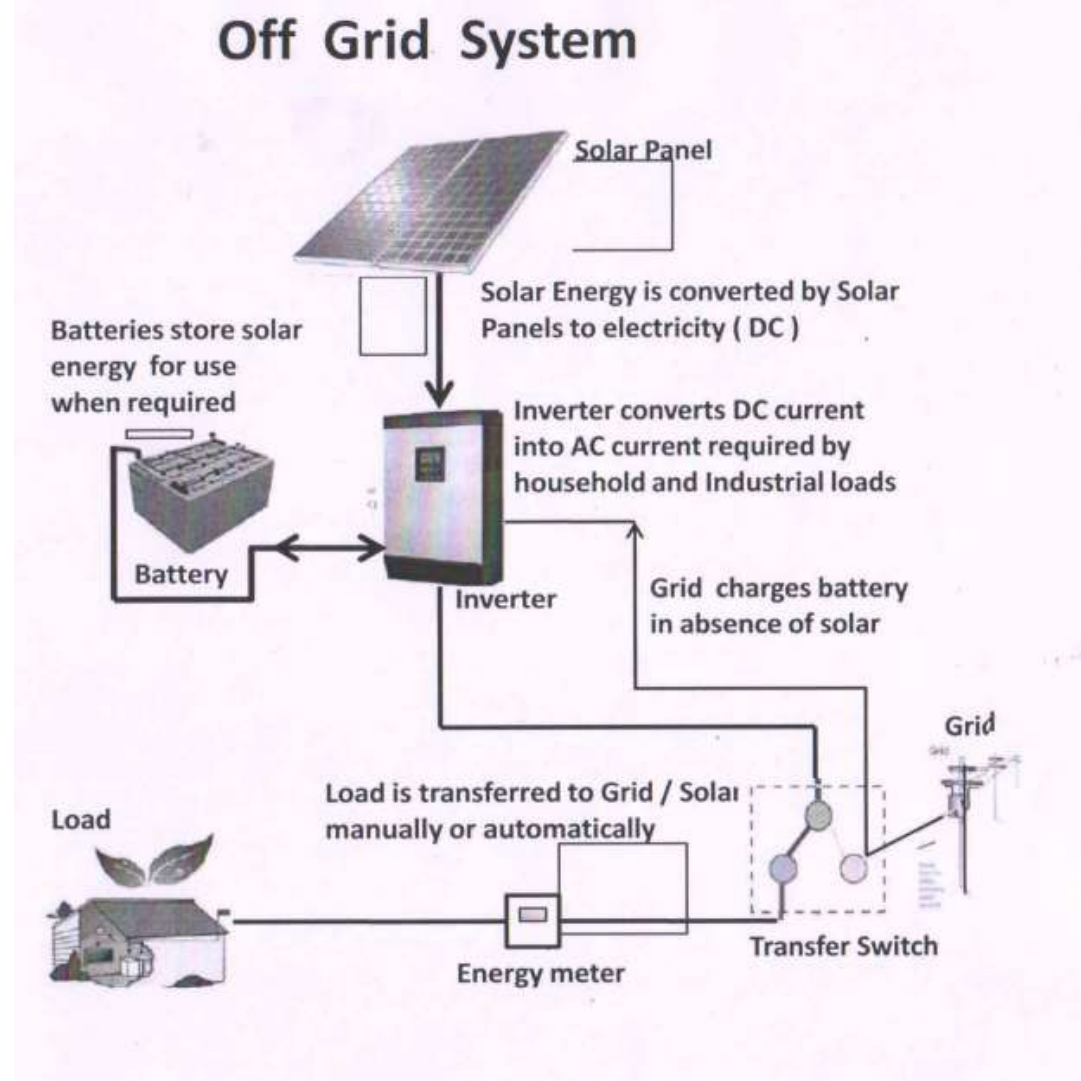 Off Grid System
Solar Panel
Solar Energy is converted by Solar
Panels to electricity ( DC )
Batteries store solar
energy for use
when required
Inverter converts DC current
into AC current required by
household and Industrial loads
Battery
Inverter
Grid charges battery
in absence of solar
Grid
Grid
Load is transferred to Grid / Solar
manually or automatically
Load
Transfer Switch
Energy meter